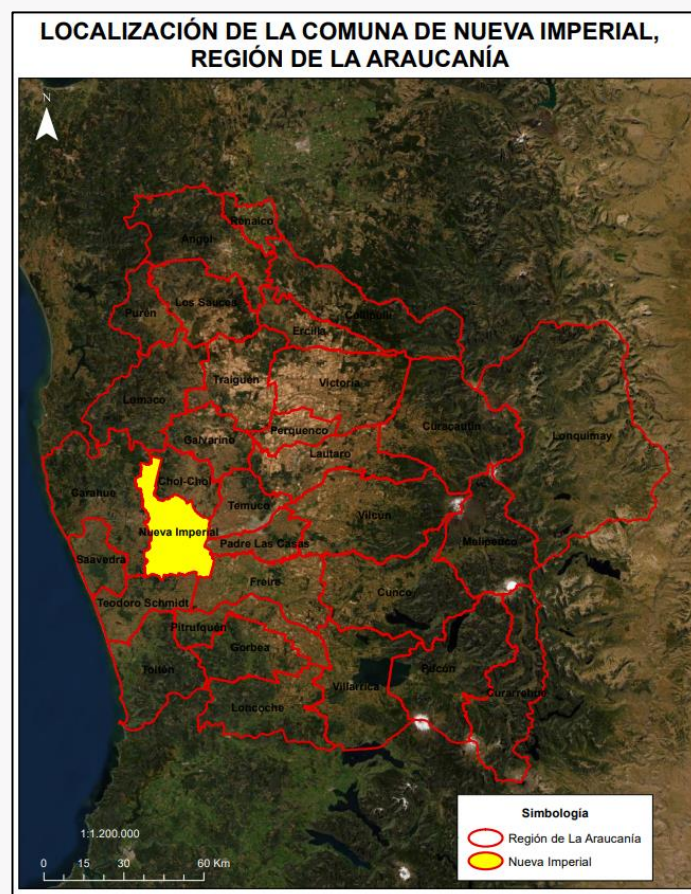 LOCALIZACIÓN DE LA COMUNA DE NUEVA IMPERIAL,
REGIÓN DE LA ARAUCANÍA
N
Renaico
Angol
Los Sauces
Collipulli
Purén
Ercilla
Traiguén
Victoria
Lumaco
Curacautín
Perquenco
Lonquimay
Galvarino
Lautaro
Chol-Chol
Carahue
Temuco
Vilcún
Nueva Imperial
Padre Las Casas
Melipeuco
Saavedra
Freire
Cunco
Teodoro Schmidt
Pitrufquén
Gorbea
Toltén
Pucón
Villarrica
Curarrehue
Loncoche
Simbología
Región de La Araucanía
Nueva Imperial
1:1.200.000
0 15 30 60 Km